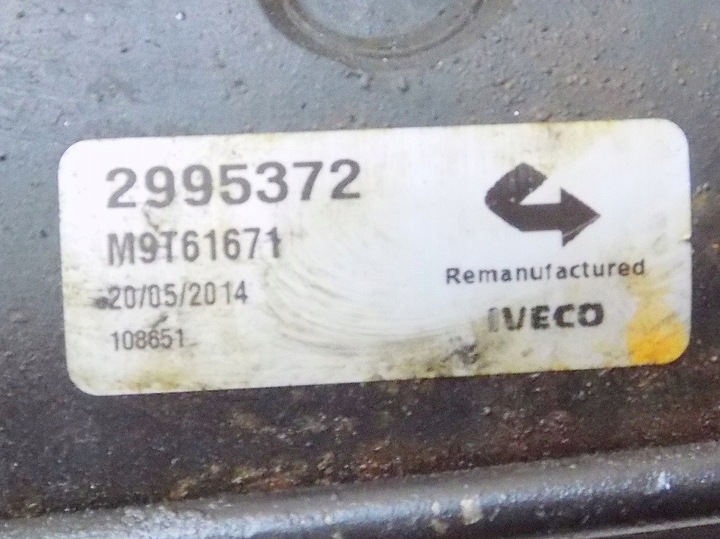 2995372
M9T61671
20/05/2014
108651
Remanufactured
IVECO